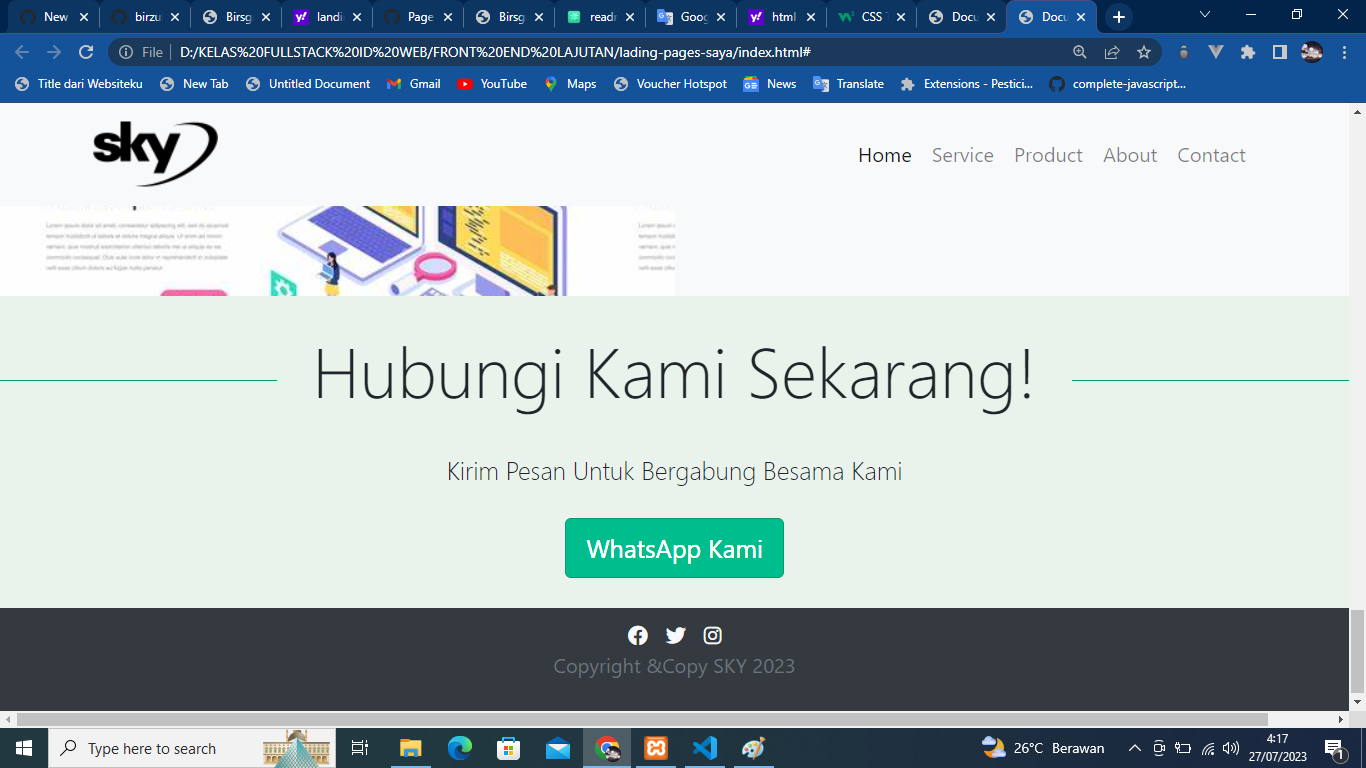 New
birzu
Birsg
landi
Page
Birsg
readr
Goog
html
CSS T
Docu
Docu
File
D:/KELAS%20FULLSTACK%20ID%20WEB/FRONT%20END%20LAJUTAN/lading-pages-saya/index.html#
Title dari Websiteku
New Tab
Untitled Document
Gmail
YouTube
Maps
Voucher Hotspot
News
Translate
Extensions - Pestici...
complete-javascript...
sky
Home
Service
Product
About
Contact
Hubungi Kami Sekarang!
Kirim Pesan Untuk Bergabung Besama Kami
WhatsApp Kami
Copyright &Copy SKY 2023
Type here to search
26°C Berawan
4:17
27/07/2023
1